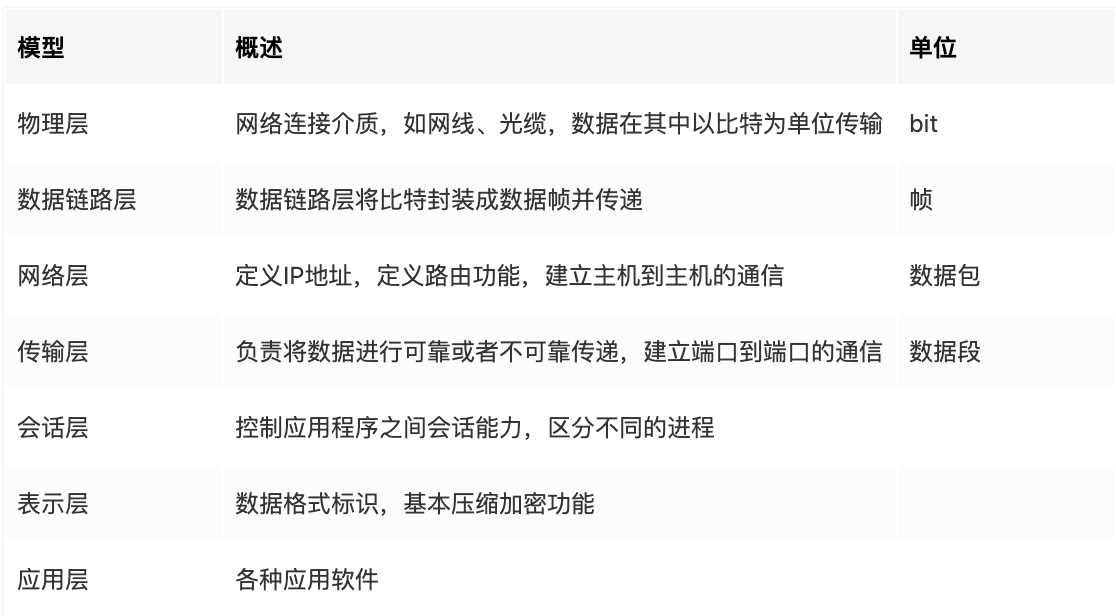 模型 概述 单位
物理层 网络连接介质，如网线、光缆，数据在其中以比特为单位传输 bit
数据链路层 数据链路层将比特封装成数据帧并传递 帧
网络层 定义IP地址，定义路由功能，建立主机到主机的通信 数据包
传输层 负责将数据进行可靠或者不可靠传递，建立端口到端口的通信 数据段
会话层 控制应用程序之间会话能力，区分不同的进程
表示层 数据格式标识，基本压缩加密功能
应用层 各种应用软件